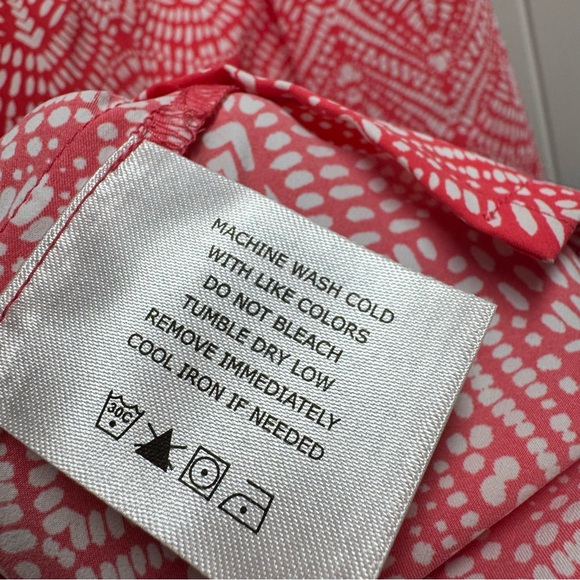 MACHINE WASH COLD
WITH LIKE COLORS
DO NOT BLEACH
TUMBLE DRY LOW
REMOVE IMMEDIATELY
COOL IRON IF NEEDED
30C